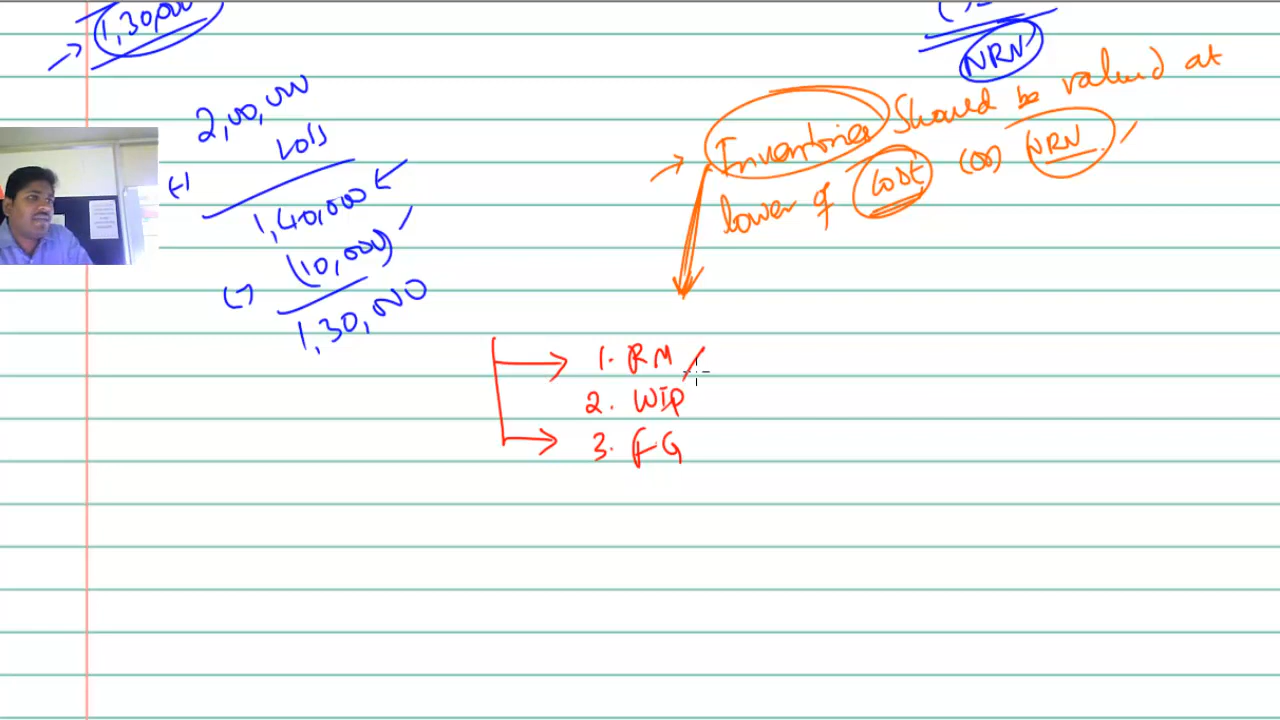 1,30,000
2,00,000
(-) Loss
1,40,000
(-) (10,000)
1,30,000
NRV
Inventories should be valued at
lower of Cost (or) NRV
1. RM
2. WIP
3. FG